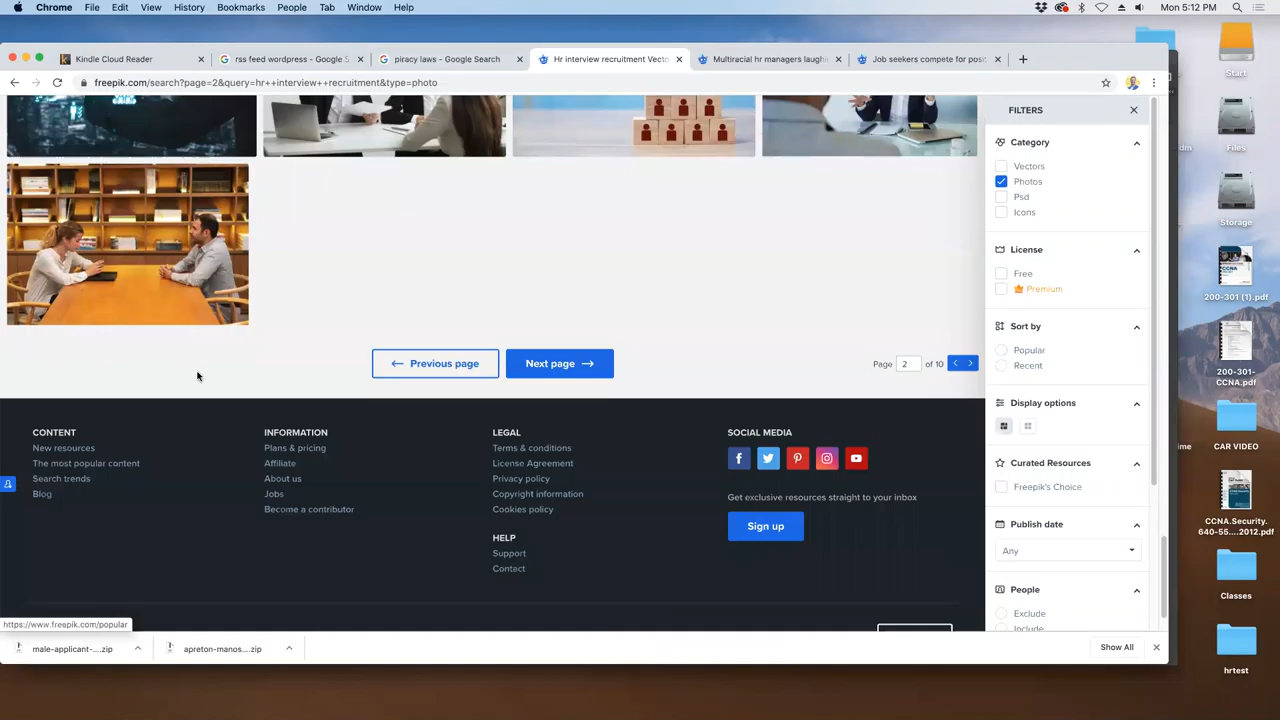 Chrome File Edit View History Bookmarks People Tab Window Help
Mon 5:12 PM
Kindle Cloud Reader
rss feed wordpress - Google S
piracy laws - Google Search
Hr interview recruitment Vecto
Multiracial hr managers laughin
Job seekers compete for posi
freepik.com/search?page=2&query=hr++interview++recruitment&type=photo
FILTERS
Category
Vectors
Photos
Psd
Icons
License
Free
Premium
Sort by
Popular
Recent
Display options
Curated Resources
Freepik's Choice
Publish date
Any
People
Exclude
Include
Previous page
Next page
Page 2 of 10
CONTENT
New resources
The most popular content
Search trends
Blog
INFORMATION
Plans & pricing
Affiliate
About us
Jobs
Become a contributor
LEGAL
Terms & conditions
License Agreement
Privacy policy
Copyright information
Cookies policy
HELP
Support
Contact
SOCIAL MEDIA
Get exclusive resources straight to your inbox
Sign up
https://www.freepik.com/popular
male-applicant-....zip
apreton-manos....zip
Show All
Start
Files
Storage
200-301 (1).pdf
200-301-
CCNA.pdf
CAR VIDEO
CCNA.Security.
640-55....2012.pdf
Classes
hrtest